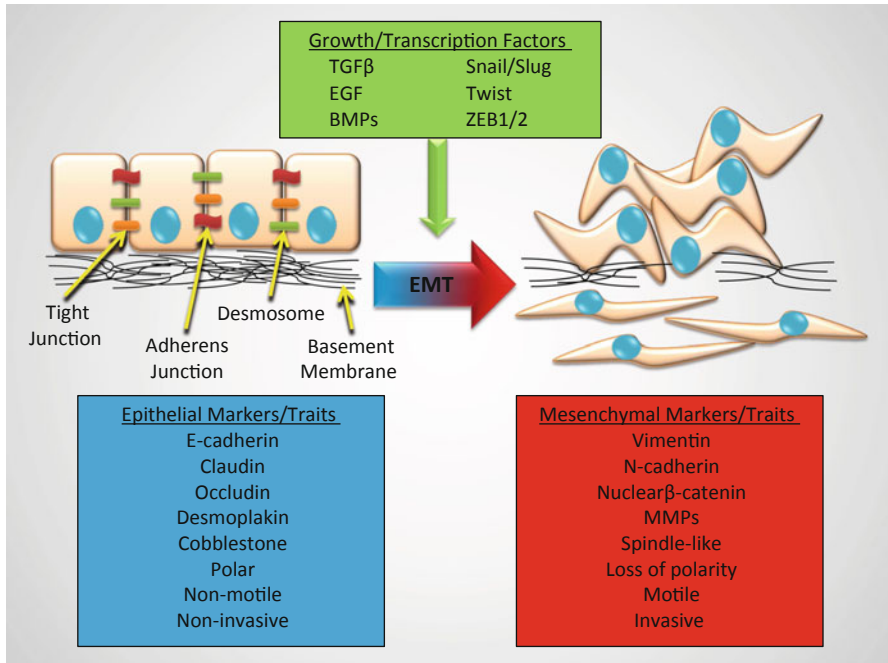 Growth/Transcription Factors
TGFβ Snail/Slug
EGF Twist
BMPs ZEB1/2
EMT
Tight
Junction
Adherens
Junction
Desmosome
Basement
Membrane
Epithelial Markers/Traits
E-cadherin
Claudin
Occludin
Desmoplakin
Cobblestone
Polar
Non-motile
Non-invasive
Mesenchymal Markers/Traits
Vimentin
N-cadherin
Nuclearβ-catenin
MMPs
Spindle-like
Loss of polarity
Motile
Invasive